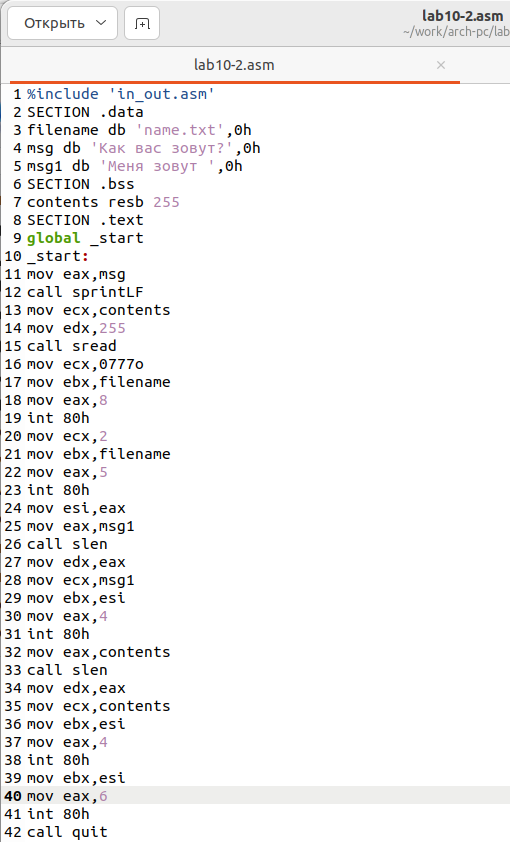 Открыть
lab10-2.asm
~/work/arch-pc/lab
lab10-2.asm
1 %include 'in_out.asm'
2 SECTION .data
3 filename db 'name.txt',0h
4 msg db 'Как вас зовут?',0h
5 msg1 db 'Меня зовут ',0h
6 SECTION .bss
7 contents resb 255
8 SECTION .text
9 global _start
10 _start:
11 mov eax,msg
12 call sprintLF
13 mov ecx,contents
14 mov edx,255
15 call sread
16 mov ecx,0777o
17 mov ebx,filename
18 mov eax,8
19 int 80h
20 mov ecx,2
21 mov ebx,filename
22 mov eax,5
23 int 80h
24 mov esi,eax
25 mov eax,msg1
26 call slen
27 mov edx,eax
28 mov ecx,msg1
29 mov ebx,esi
30 mov eax,4
31 int 80h
32 mov eax,contents
33 call slen
34 mov edx,eax
35 mov ecx,contents
36 mov ebx,esi
37 mov eax,4
38 int 80h
39 mov ebx,esi
40 mov eax,6
41 int 80h
42 call quit